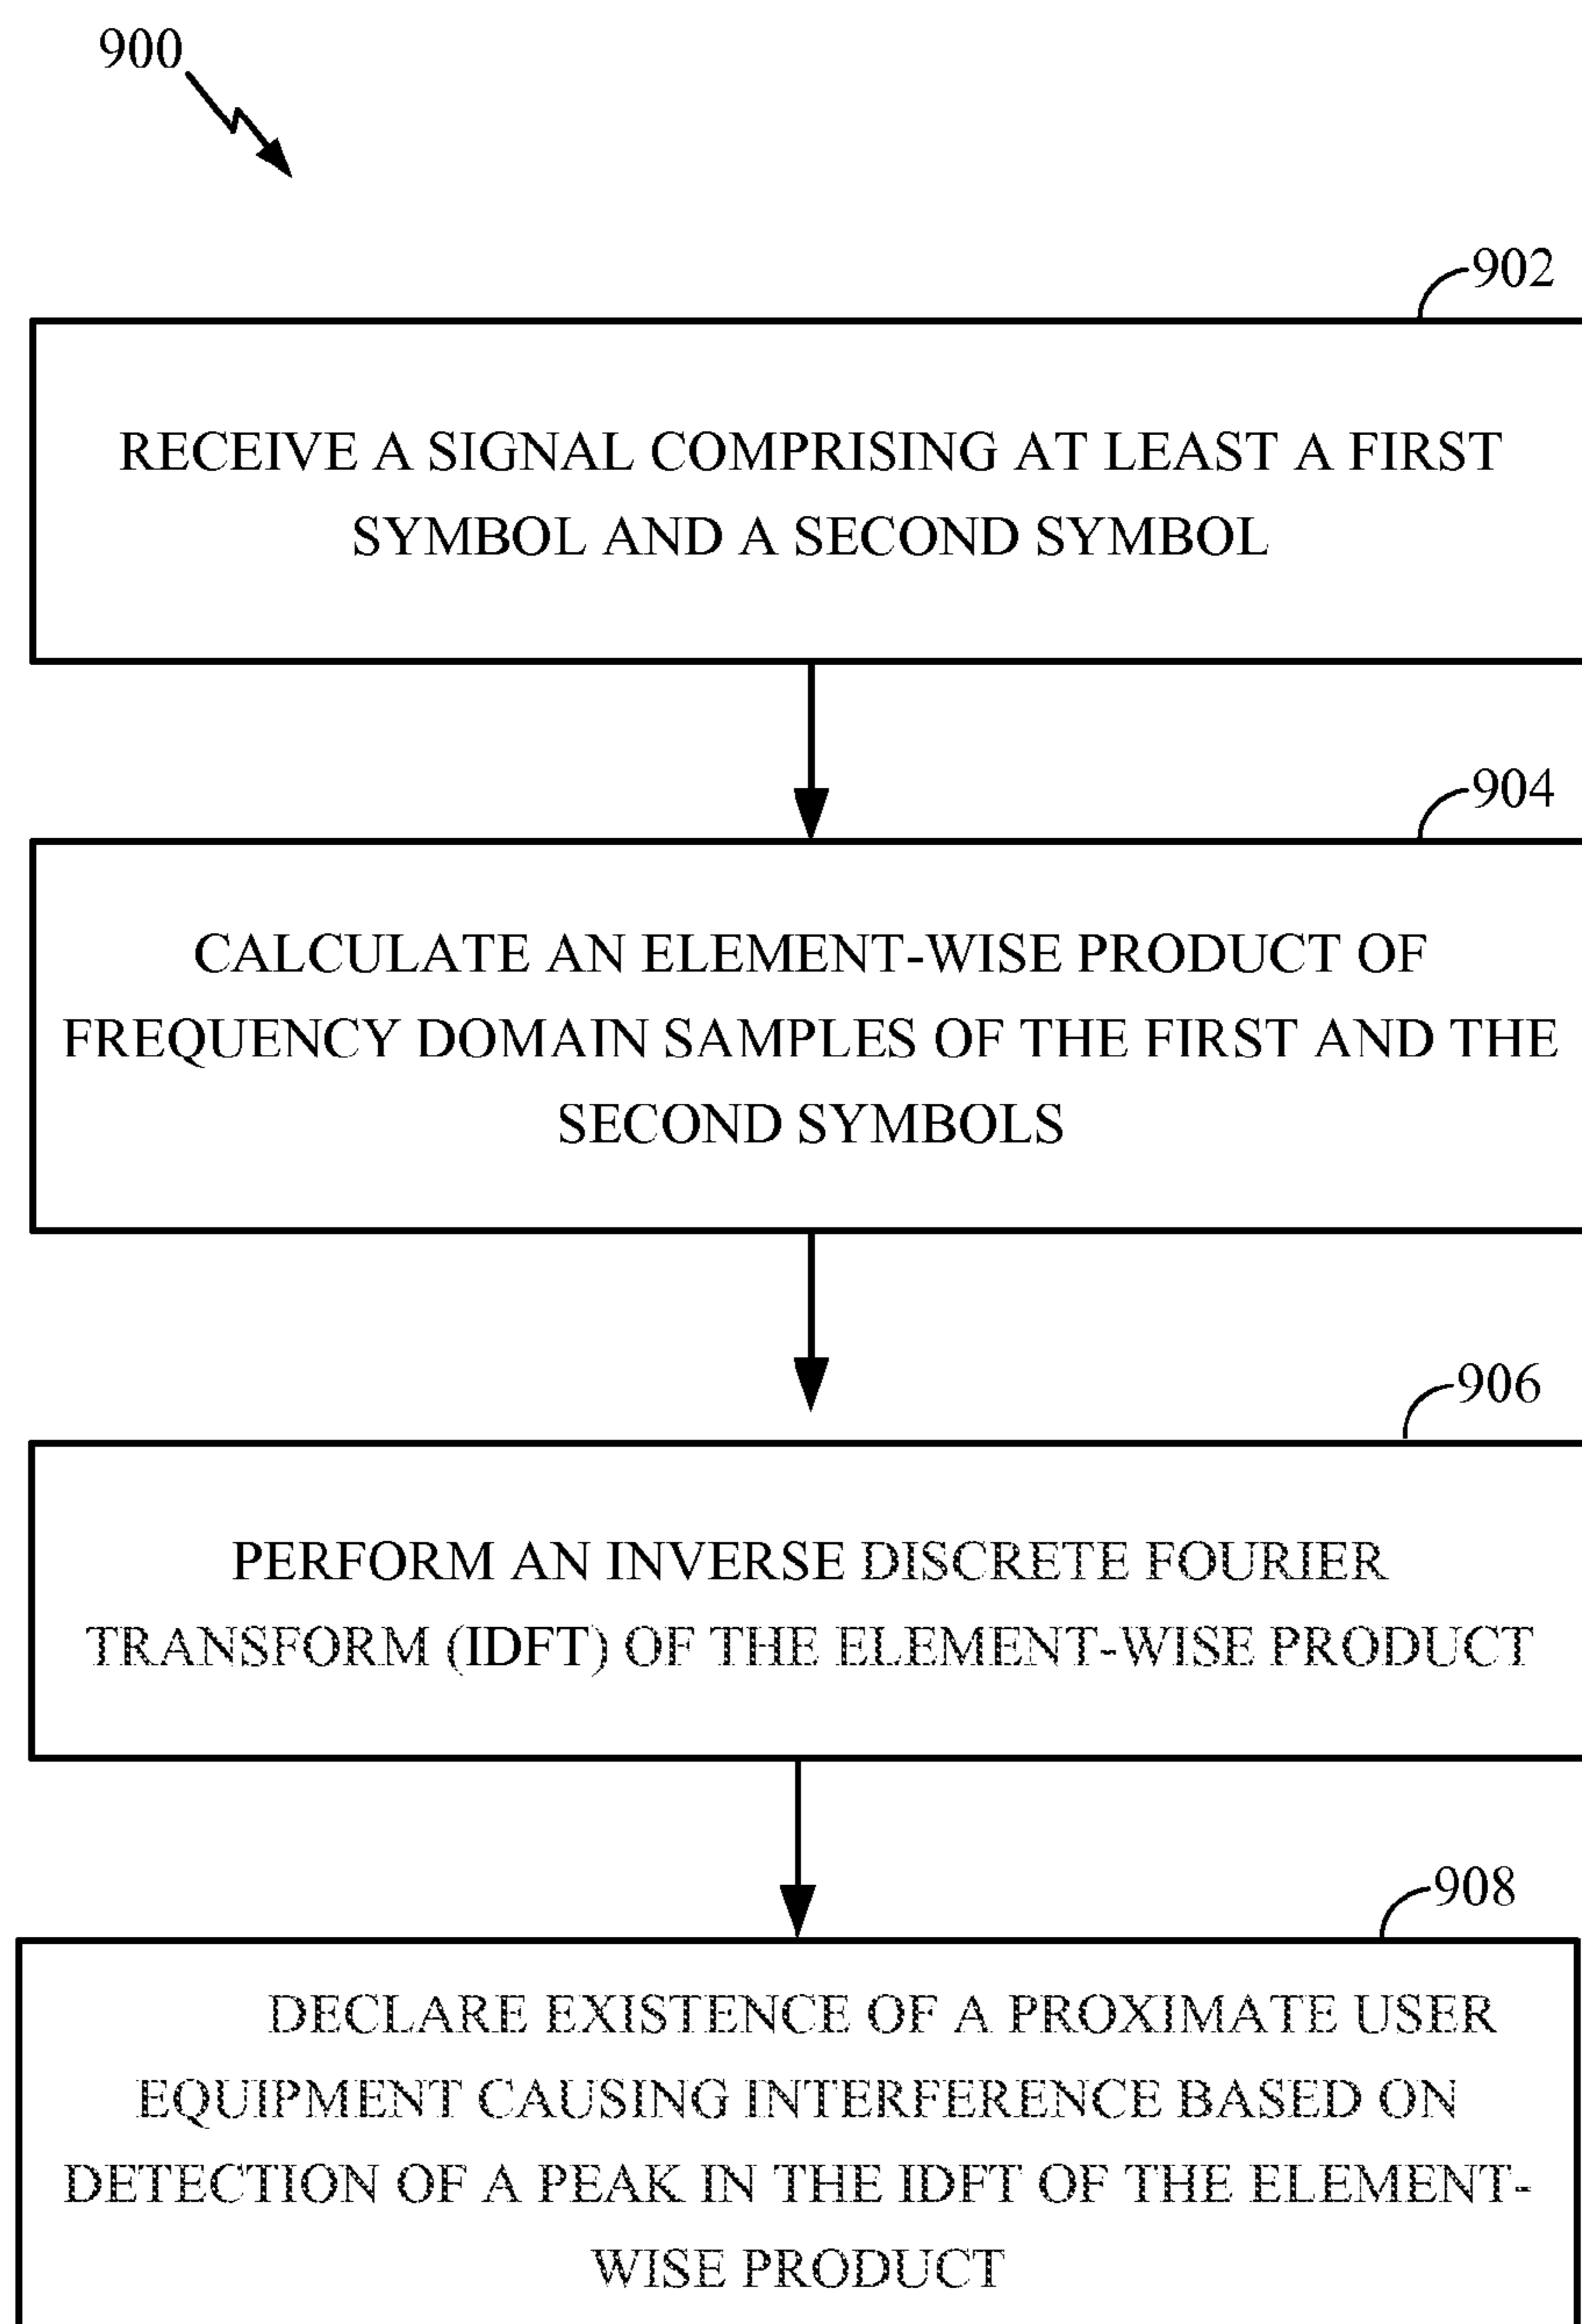 900
902
RECEIVE A SIGNAL COMPRISING AT LEAST A FIRST
SYMBOL AND A SECOND SYMBOL
904
CALCULATE AN ELEMENT-WISE PRODUCT OF
FREQUENCY DOMAIN SAMPLES OF THE FIRST AND THE
SECOND SYMBOLS
906
PERFORM AN INVERSE DISCRETE FOURIER
TRANSFORM (IDFT) OF THE ELEMENT-WISE PRODUCT
908
DECLARE EXISTENCE OF A PROXIMATE USER
EQUIPMENT CAUSING INTERFERENCE BASED ON
DETECTION OF A PEAK IN THE IDFT OF THE ELEMENT-
WISE PRODUCT